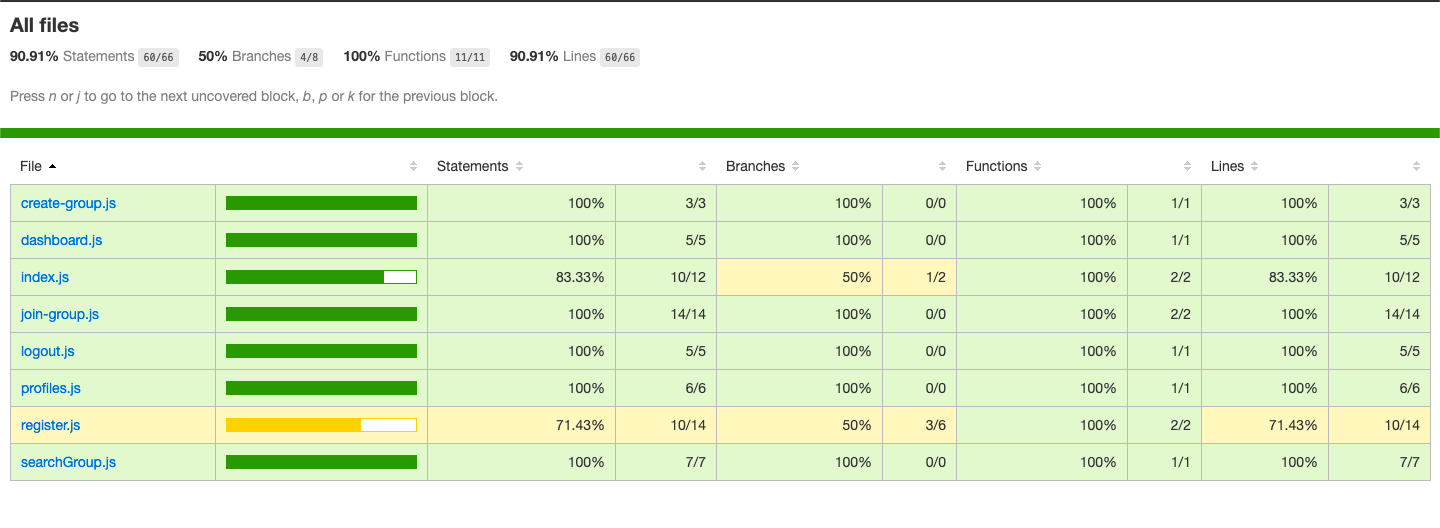 All files
90.91% Statements 60/66 50% Branches 4/8 100% Functions 11/11 90.91% Lines 60/66
Press n or j to go to the next uncovered block, b, p or k for the previous block.
File Statements Branches Functions Lines
create-group.js 100% 3/3 100% 0/0 100% 1/1 100% 3/3
dashboard.js 100% 5/5 100% 0/0 100% 1/1 100% 5/5
index.js 83.33% 10/12 50% 1/2 100% 2/2 83.33% 10/12
join-group.js 100% 14/14 100% 0/0 100% 2/2 100% 14/14
logout.js 100% 5/5 100% 0/0 100% 1/1 100% 5/5
profiles.js 100% 6/6 100% 0/0 100% 1/1 100% 6/6
register.js 71.43% 10/14 50% 3/6 100% 2/2 71.43% 10/14
searchGroup.js 100% 7/7 100% 0/0 100% 1/1 100% 7/7